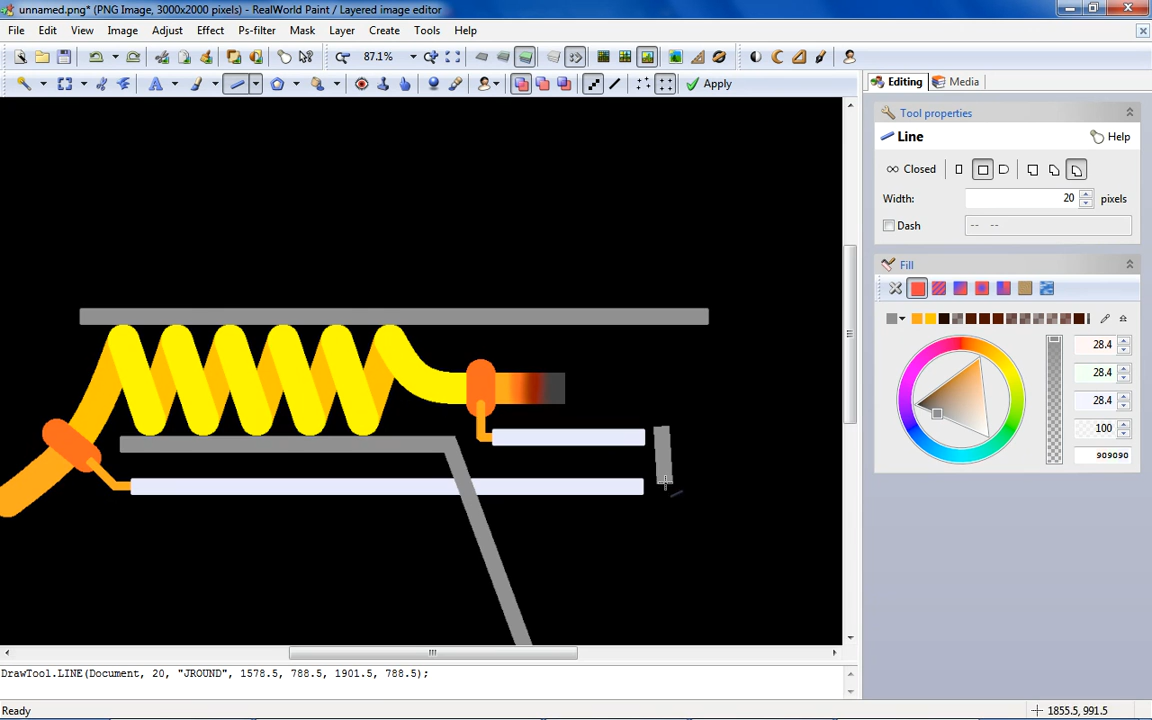 unnamed.png* (PNG Image, 3000x2000 pixels) - RealWorld Paint / Layered image editor
File Edit View Image Adjust Effect Ps-filter Mask Layer Create Tools Help
87.1%
Apply
Editing Media
Tool properties
Line Help
Closed
Width: 20 pixels
Dash -- --
Fill
28.4
28.4
28.4
100
909090
DrawTool.LINE(Document, 20, "JROUND", 1578.5, 788.5, 1901.5, 788.5);
Ready 1855.5, 991.5